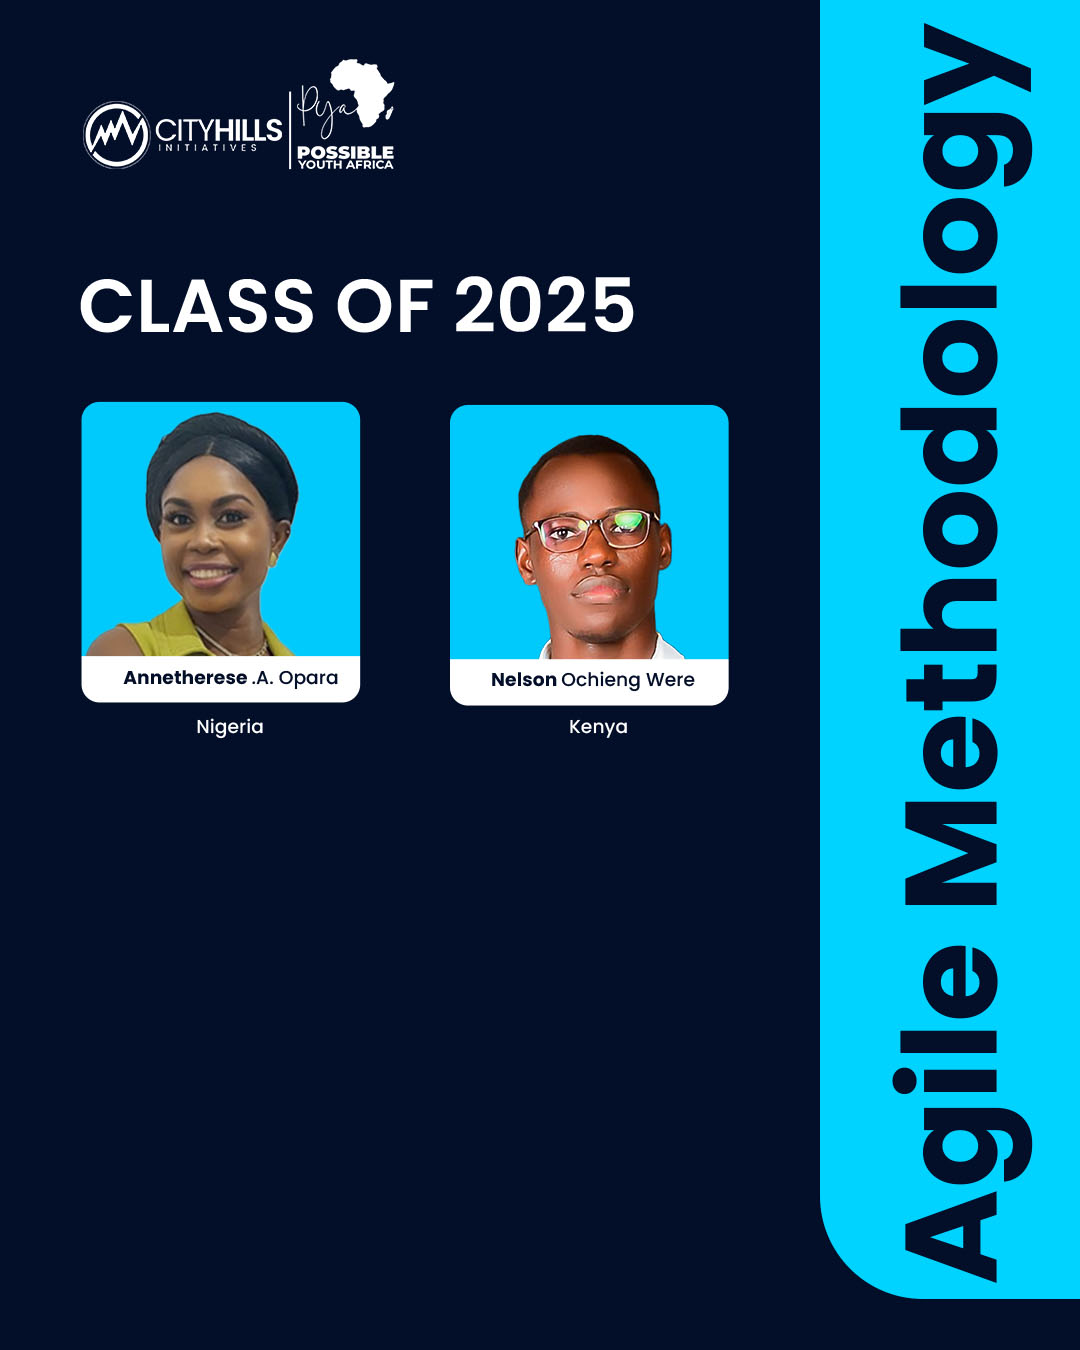 CITYHILLS
INITIATIVES
Pya
POSSIBLE
YOUTH AFRICA
CLASS OF 2025
Annetherese .A. Opara
Nigeria
Nelson Ochieng Were
Kenya
Agile Methodology